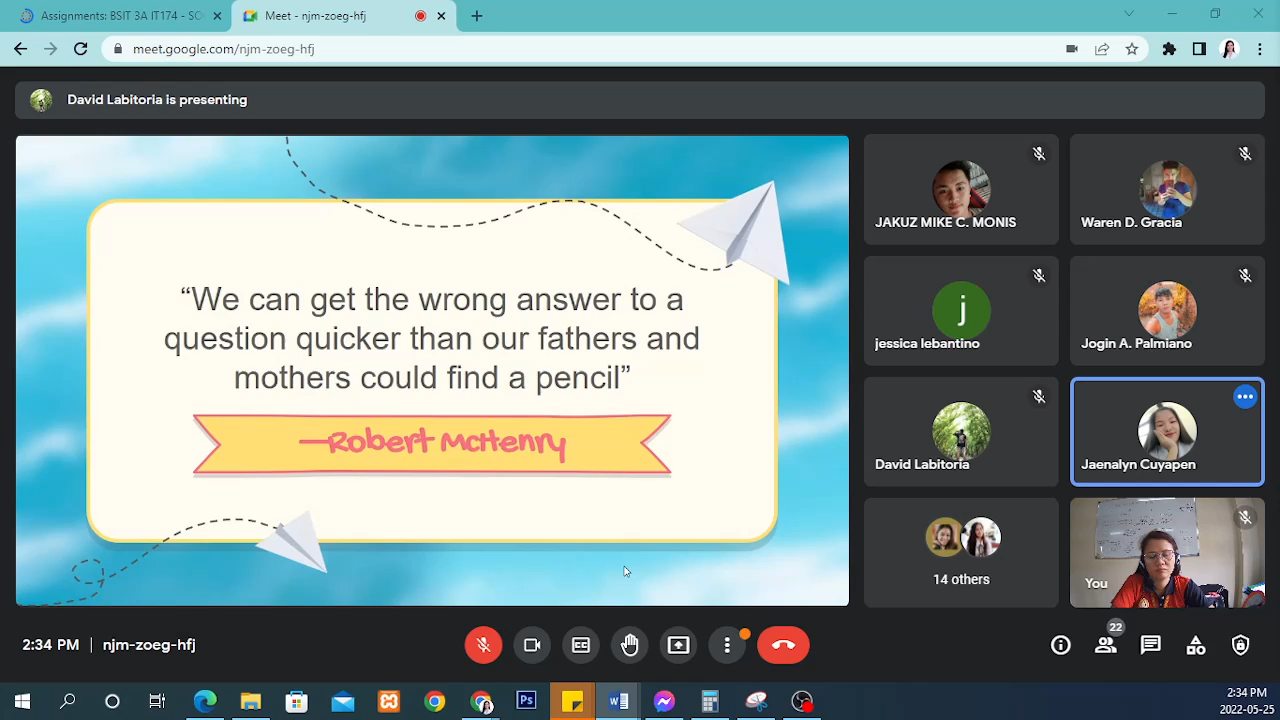 Assignments: BSIT 3A IT174 - SO
Meet - njm-zoeg-hfj
meet.google.com/njm-zoeg-hfj
David Labitoria is presenting
“We can get the wrong answer to a
question quicker than our fathers and
mothers could find a pencil”
—Robert McHenry
JAKUZ MIKE C. MONIS
Waren D. Gracia
j
jessica lebantino
Jogin A. Palmiano
David Labitoria
Jaenalyn Cuyapen
14 others
You
2:34 PM | njm-zoeg-hfj
CC
22
Ps
W
2:34 PM
2022-05-25